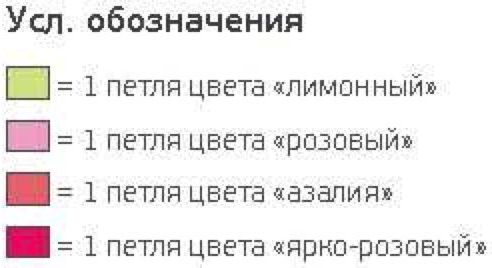 Усл. обозначения
= 1 петля цвета «лимонный»
= 1 петля цвета «розовый»
= 1 петля цвета «азалия»
= 1 петля цвета «ярко-розовый»